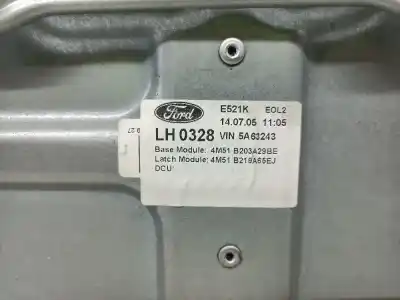 Ford E521K EOL2
14.07.05 11:05
LH 0328 VIN 5A63243
Base Module: 4M51 B203A29BE
Latch Module: 4M51 B219A65EJ
DCU: